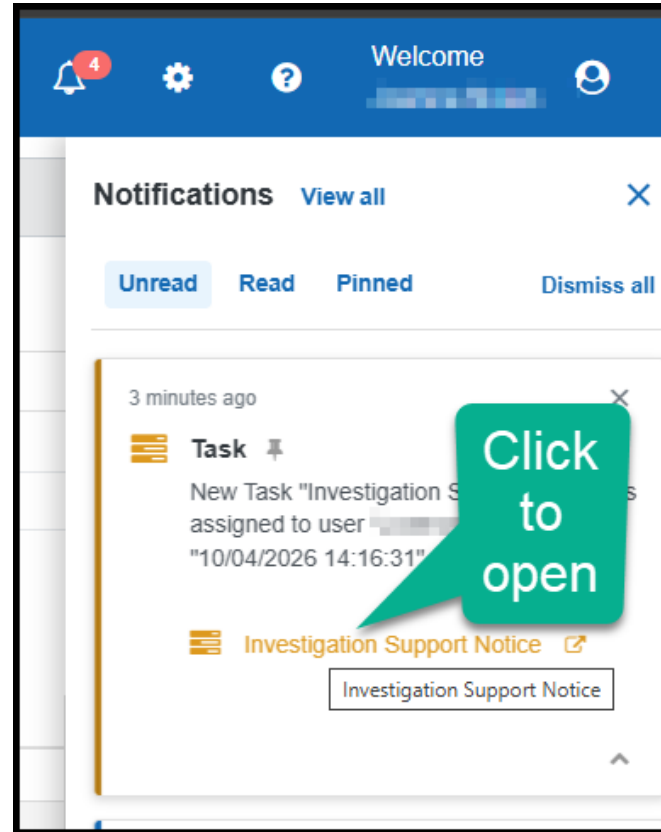 4
Welcome
Notifications View all
Unread Read Pinned Dismiss all
3 minutes ago
Task
New Task "Investigation S
assigned to user
"10/04/2026 14:16:31"
Click
to
open
Investigation Support Notice
Investigation Support Notice